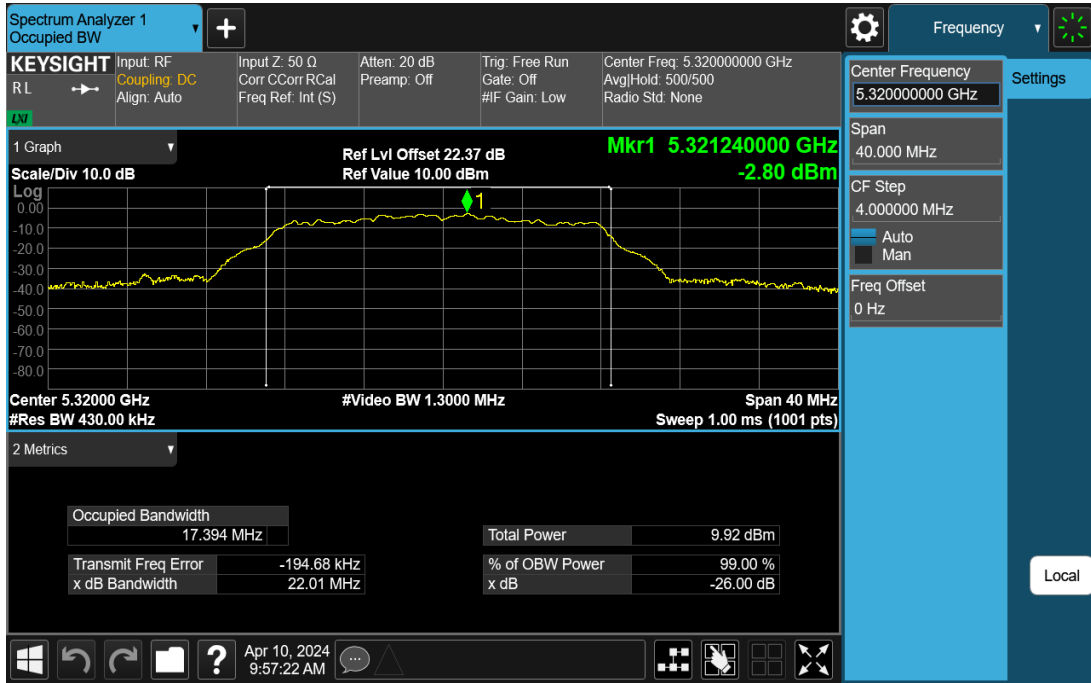 Spectrum Analyzer 1
Occupied BW
+
Frequency
KEYSIGHT
RL
LXI
Input: RF
Coupling: DC
Align: Auto
Input Z: 50 Ω
Corr CCorr RCal
Freq Ref: Int (S)
Atten: 20 dB
Preamp: Off
Trig: Free Run
Gate: Off
#IF Gain: Low
Center Freq: 5.320000000 GHz
Avg|Hold: 500/500
Radio Std: None
1 Graph
Scale/Div 10.0 dB
Ref Lvl Offset 22.37 dB
Ref Value 10.00 dBm
Mkr1 5.321240000 GHz
-2.80 dBm
Log
1
0.00
-10.0
-20.0
-30.0
-40.0
-50.0
-60.0
-70.0
-80.0
Center 5.32000 GHz
#Res BW 430.00 kHz
#Video BW 1.3000 MHz
Span 40 MHz
Sweep 1.00 ms (1001 pts)
2 Metrics
Occupied Bandwidth
17.394 MHz
Transmit Freq Error -194.68 kHz
x dB Bandwidth 22.01 MHz
Total Power 9.92 dBm
% of OBW Power 99.00 %
x dB -26.00 dB
Center Frequency
5.320000000 GHz
Span
40.000 MHz
CF Step
4.000000 MHz
Auto
Man
Freq Offset
0 Hz
Settings
Local
?
Apr 10, 2024
9:57:22 AM